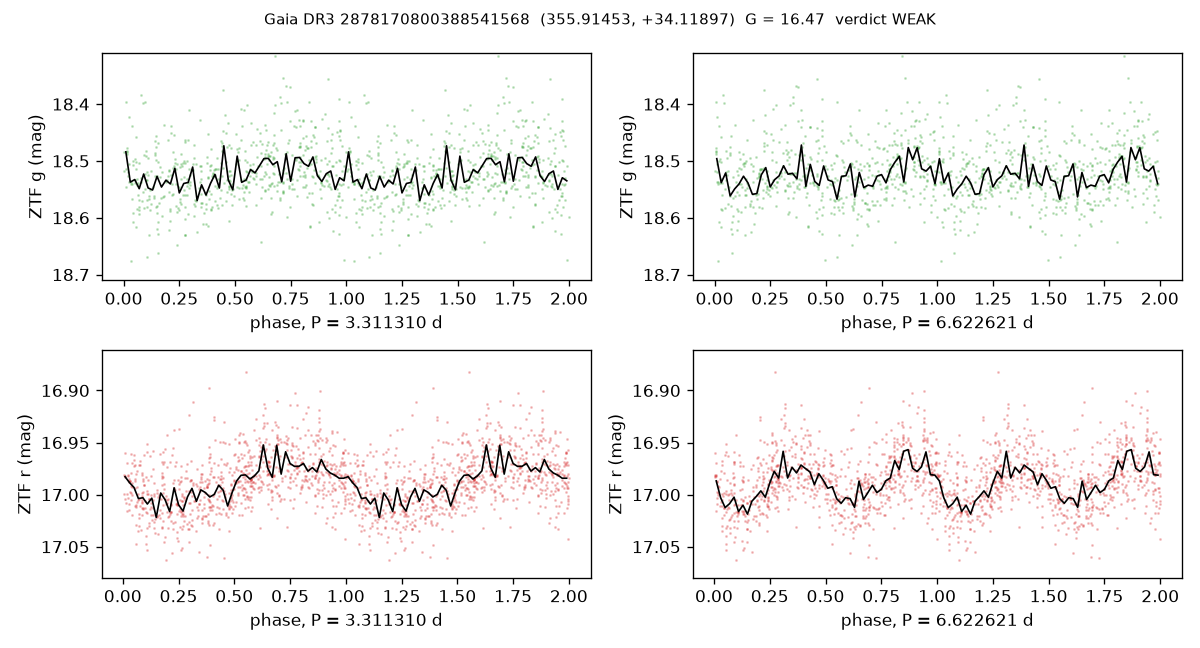 Gaia DR3 2878170800388541568 (355.91453, +34.11897) G = 16.47 verdict WEAK
ZTF g (mag)
18.4
18.5
18.6
18.7
0.00 0.25 0.50 0.75 1.00 1.25 1.50 1.75 2.00
phase, P = 3.311310 d
ZTF g (mag)
18.4
18.5
18.6
18.7
0.00 0.25 0.50 0.75 1.00 1.25 1.50 1.75 2.00
phase, P = 6.622621 d
ZTF r (mag)
16.90
16.95
17.00
17.05
0.00 0.25 0.50 0.75 1.00 1.25 1.50 1.75 2.00
phase, P = 3.311310 d
ZTF r (mag)
16.90
16.95
17.00
17.05
0.00 0.25 0.50 0.75 1.00 1.25 1.50 1.75 2.00
phase, P = 6.622621 d